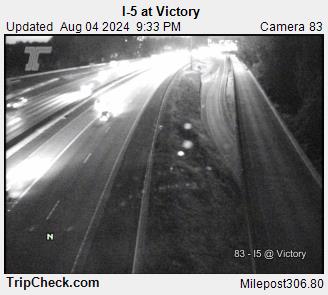 I-5 at Victory
Updated Aug 04 2024 9:33 PM Camera 83
T
N
83 - I5 @ Victory
TripCheck.com Milepost306.80